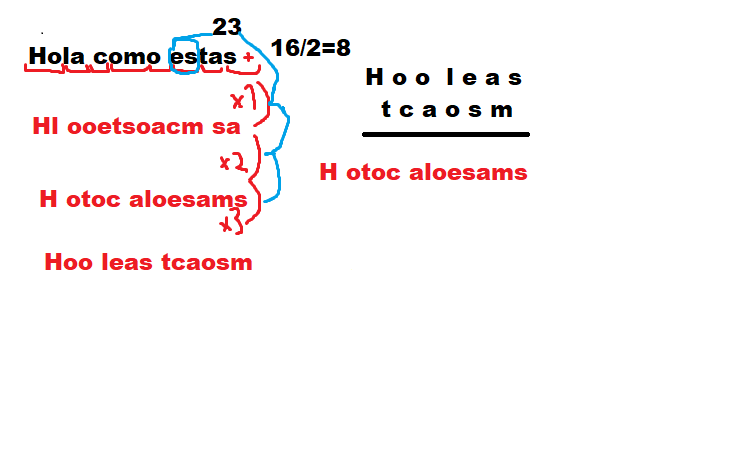 23
Hola como estas + 16/2=8
x1
Hl ooetsoacm sa
x2
H otoc aloesams
x3
Hoo leas tcaosm
H o o l e a s
t c a o s m
H otoc aloesams